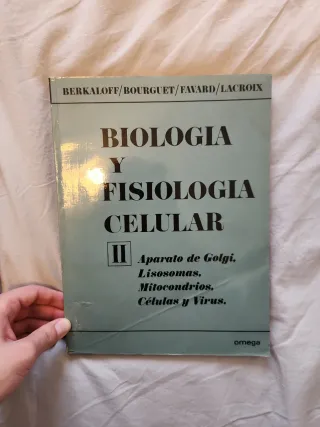 BERKALOFF/BOURGUET/FAVARD/LACROIX
BIOLOGIA
Y
FISIOLOGIA
CELULAR
II
Aparato de Golgi.
Lisosomas.
Mitocondrios.
Células y Virus.
omega